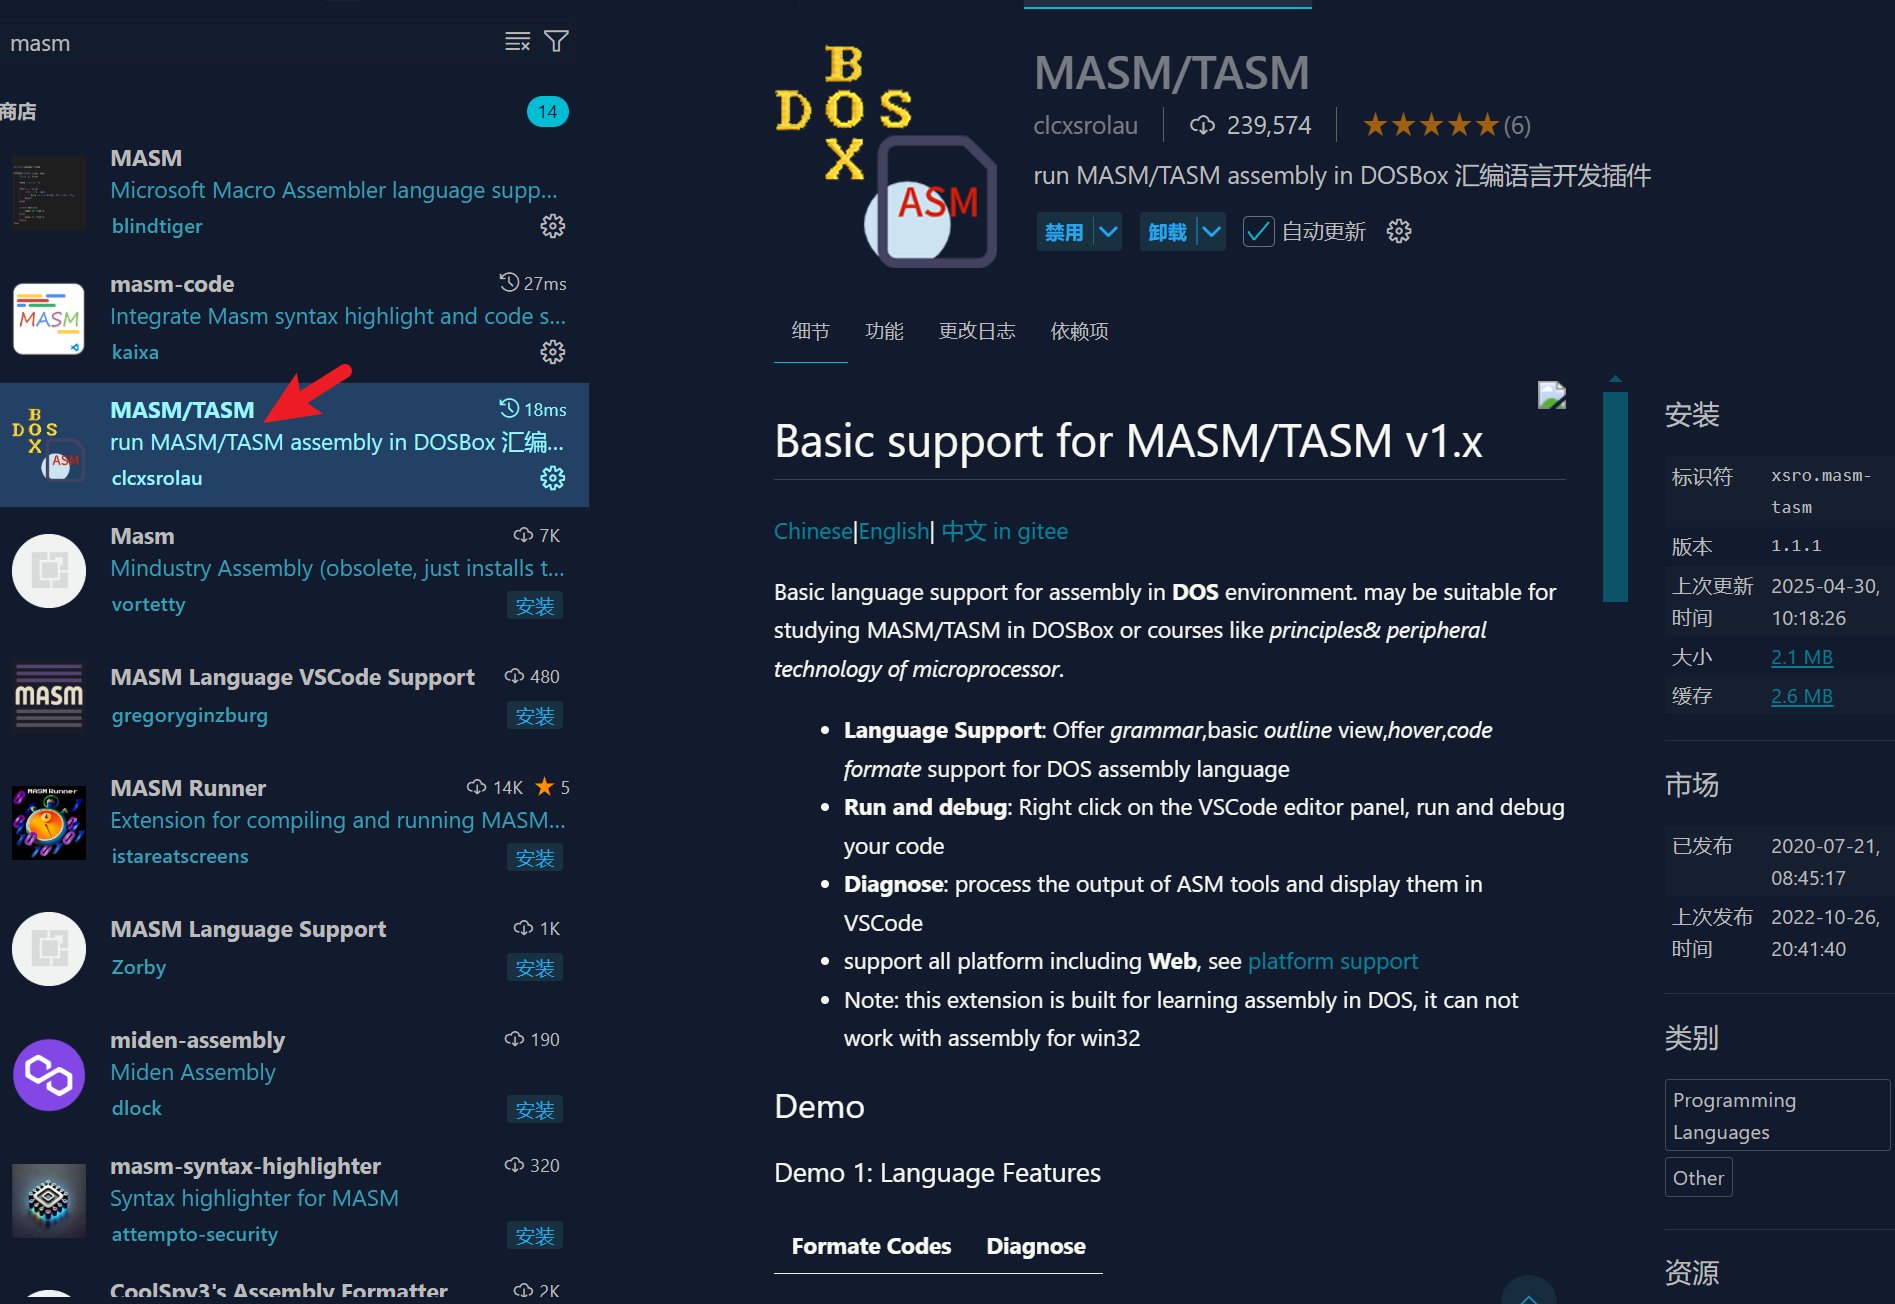 masm
商店
14
MASM
Microsoft Macro Assembler language supp...
blindtiger
masm-code
27ms
Integrate Masm syntax highlight and code s...
kaixa
MASM/TASM
18ms
run MASM/TASM assembly in DOSBox 汇编...
clcxsrolau
Masm
7K
Mindustry Assembly (obsolete, just installs t...
vortetty
安装
MASM Language VSCode Support
480
gregoryginzburg
安装
MASM Runner
14K
5
Extension for compiling and running MASM...
istareatscreens
安装
MASM Language Support
1K
Zorby
安装
miden-assembly
190
Miden Assembly
dlock
安装
masm-syntax-highlighter
320
Syntax highlighter for MASM
attempto-security
安装
CoolSpy3's Assembly Formatter
2K
MASM
MASM
MASM Runner
B
DOS
X
ASM
B
DOS
X
ASM
MASM/TASM
clcxsrolau
239,574
(6)
run MASM/TASM assembly in DOSBox 汇编语言开发插件
禁用
卸载
自动更新
细节
功能
更改日志
依赖项
Basic support for MASM/TASM v1.x
Chinese|English| 中文 in gitee
Basic language support for assembly in DOS environment. may be suitable for
studying MASM/TASM in DOSBox or courses like principles& peripheral
technology of microprocessor.
• Language Support: Offer grammar,basic outline view,hover,code
formate support for DOS assembly language
• Run and debug: Right click on the VSCode editor panel, run and debug
your code
• Diagnose: process the output of ASM tools and display them in
VSCode
• support all platform including Web, see platform support
• Note: this extension is built for learning assembly in DOS, it can not
work with assembly for win32
Demo
Demo 1: Language Features
Formate Codes
Diagnose
安装
标识符
xsro.masm-
tasm
版本
1.1.1
上次更新
时间
2025-04-30,
10:18:26
大小
2.1 MB
缓存
2.6 MB
市场
已发布
2020-07-21,
08:45:17
上次发布
时间
2022-10-26,
20:41:40
类别
Programming
Languages
Other
资源